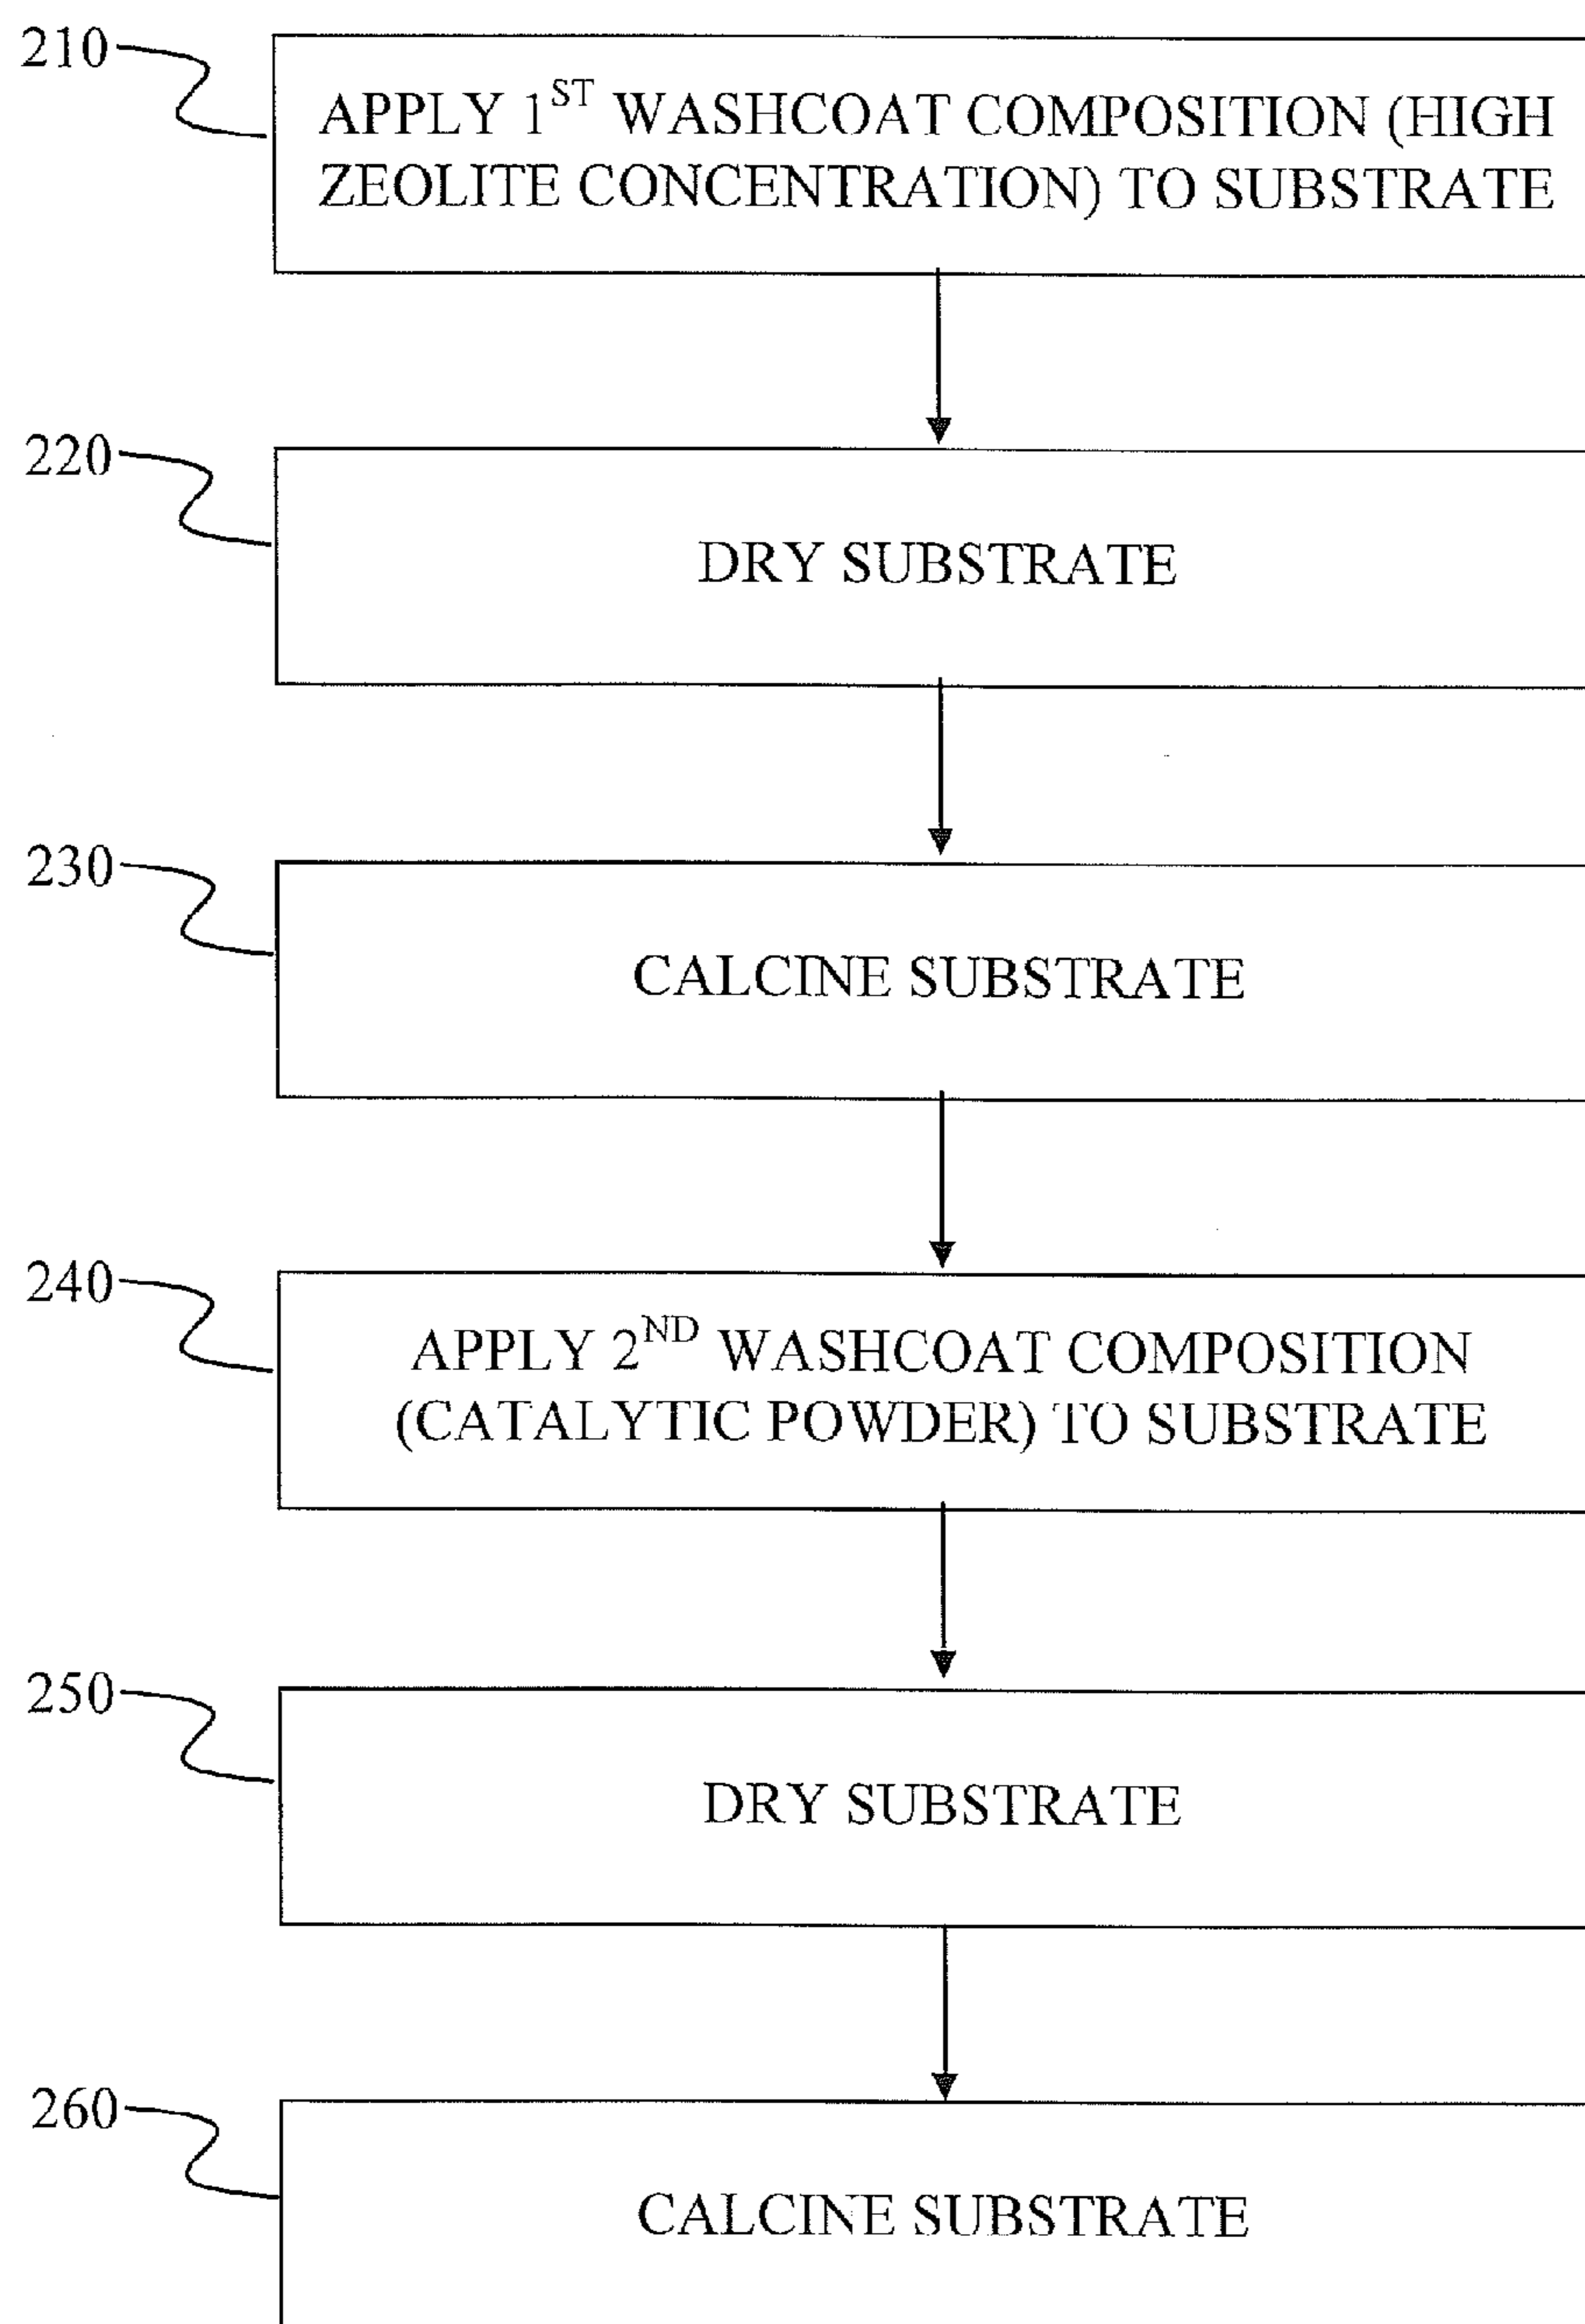 210
APPLY 1ST WASHCOAT COMPOSITION (HIGH
ZEOLITE CONCENTRATION) TO SUBSTRATE
220
DRY SUBSTRATE
230
CALCINE SUBSTRATE
240
APPLY 2ND WASHCOAT COMPOSITION
(CATALYTIC POWDER) TO SUBSTRATE
250
DRY SUBSTRATE
260
CALCINE SUBSTRATE